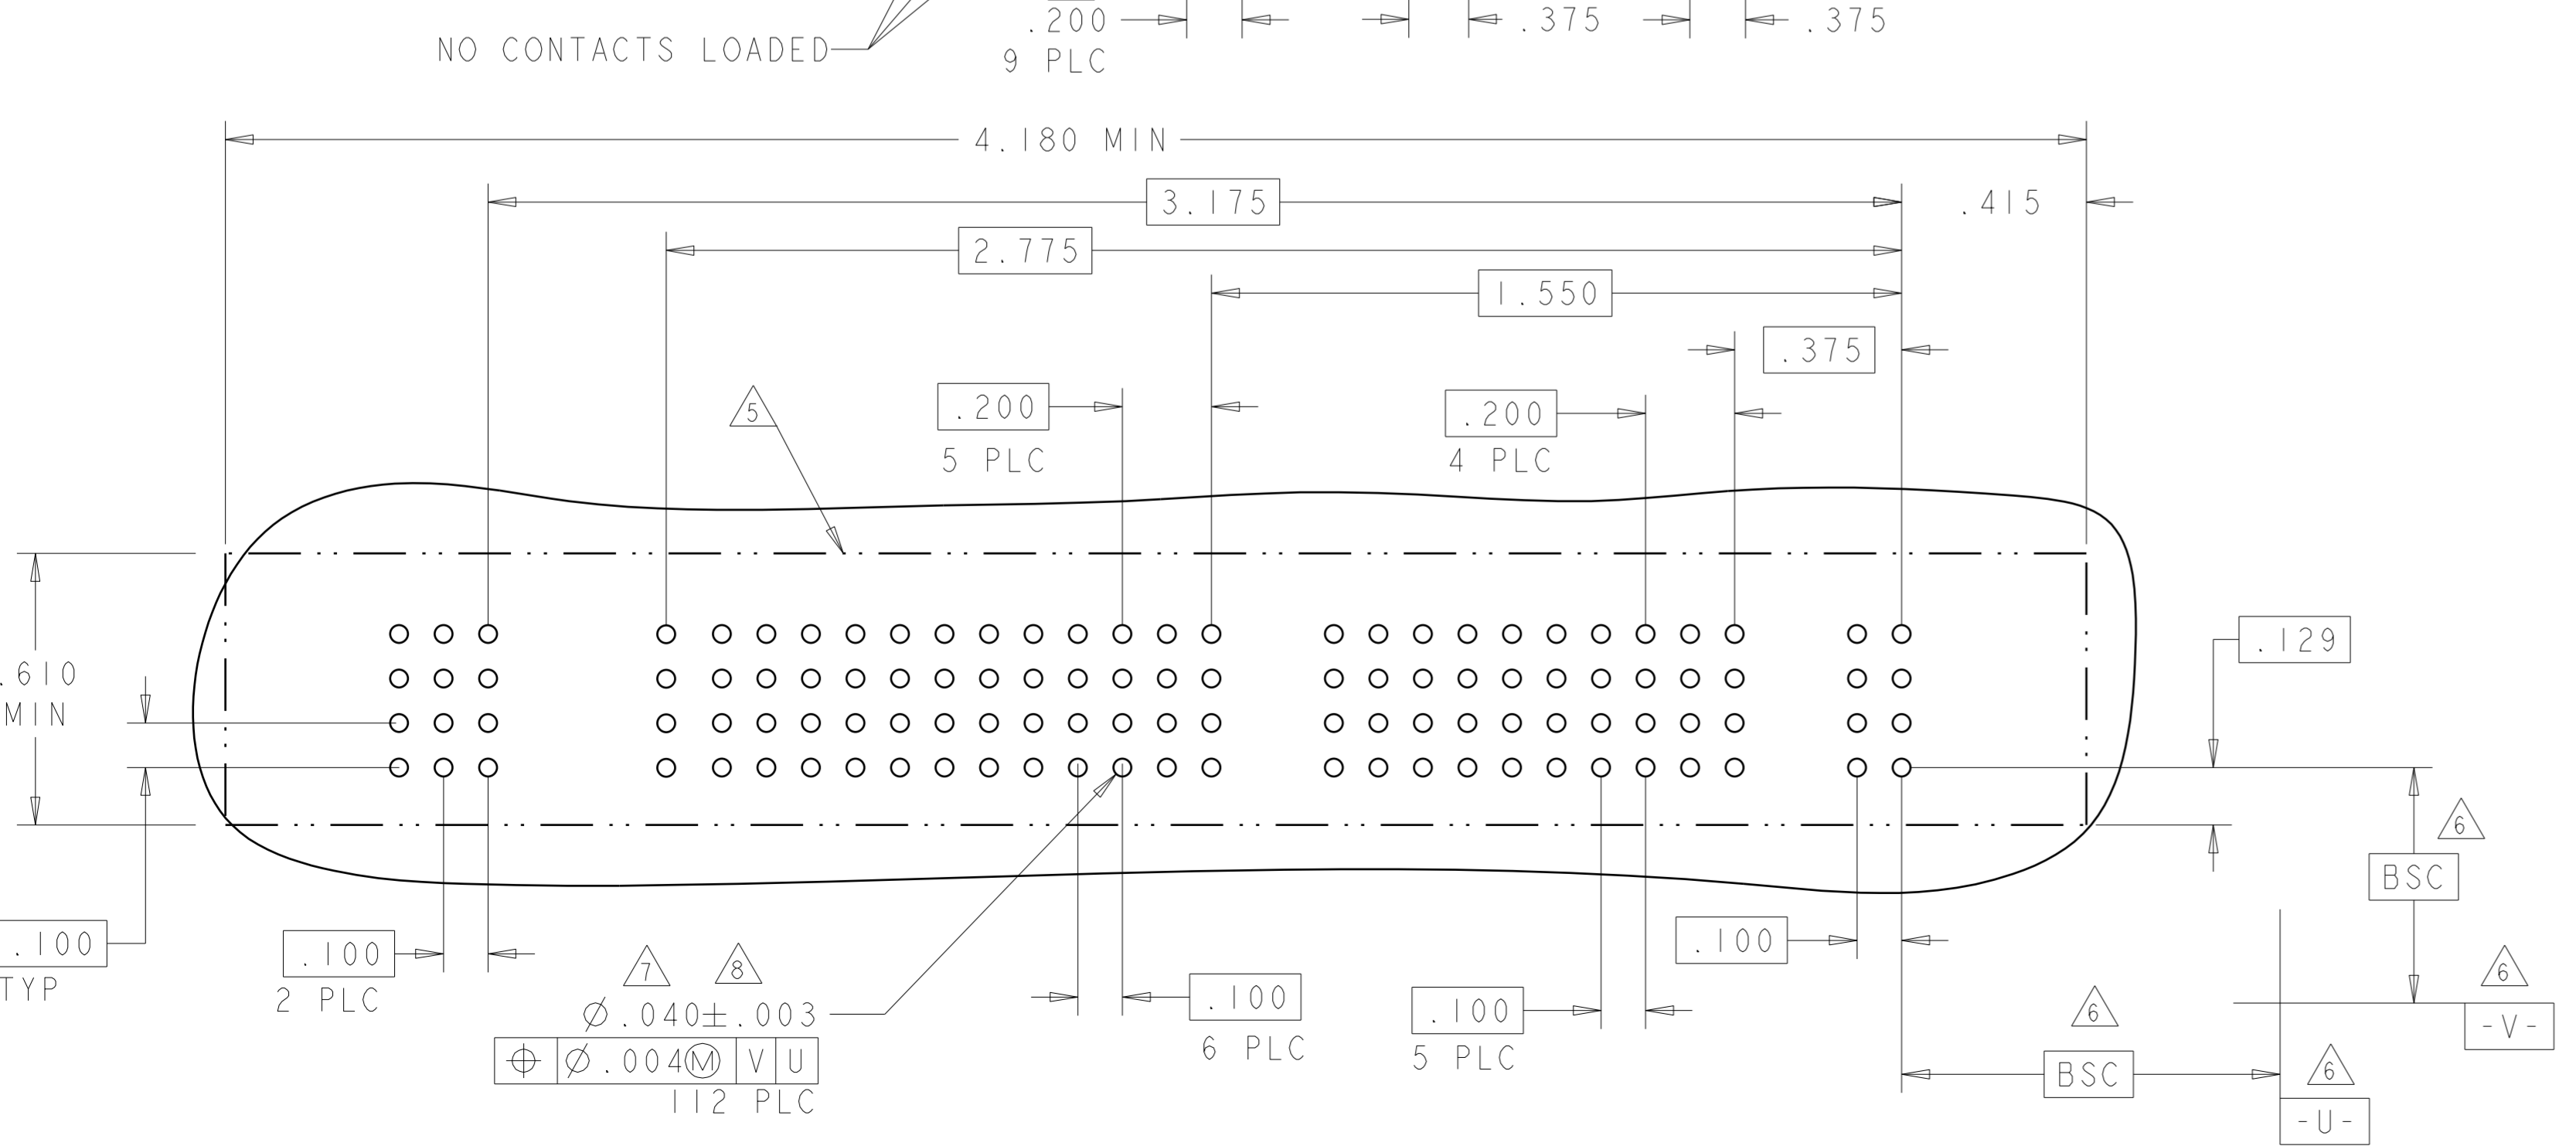 .200
9 PLC
.375
.375
NO CONTACTS LOADED
4.180 MIN
3.175
.415
2.775
1.550
.375
.200
5 PLC
.200
4 PLC
5
.610
MIN
.129
6
BSC
.100
TYP
.100
2 PLC
7
8
Ø.040±.003
⌖ Ø.004Ⓜ V U
112 PLC
.100
6 PLC
.100
5 PLC
.100
6
BSC
6
-V-
6
-U-